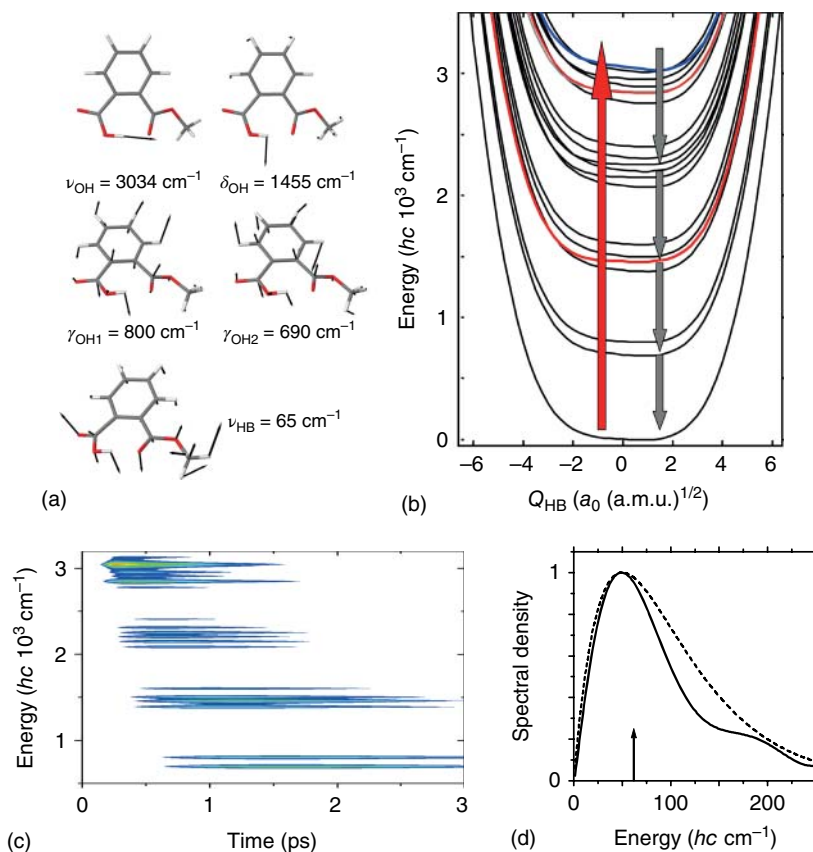 (a)
ν_OH = 3034 cm⁻¹
δ_OH = 1455 cm⁻¹
γ_OH1 = 800 cm⁻¹
γ_OH2 = 690 cm⁻¹
ν_HB = 65 cm⁻¹
(b)
Energy (hc 10³ cm⁻¹)
3
2
1
0
−6 −4 −2 0 2 4 6
Q_HB (a₀ (a.m.u.)^1/2)
(c)
Energy (hc 10³ cm⁻¹)
3
2
1
0 1 2 3
Time (ps)
(d)
Spectral density
1
0
0 100 200
Energy (hc cm⁻¹)